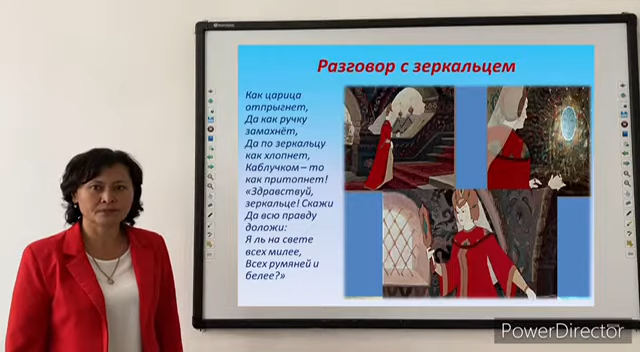 Разговор с зеркальцем
Как царица
отпрыгнет,
Да как ручку
замахнёт,
Да по зеркальцу
как хлопнет,
Каблучком – то
как притопнет!
«Здравствуй,
зеркальце! Скажи
Да всю правду
доложи:
Я ль на свете
всех милее,
Всех румяней и
белее?»
PowerDirector